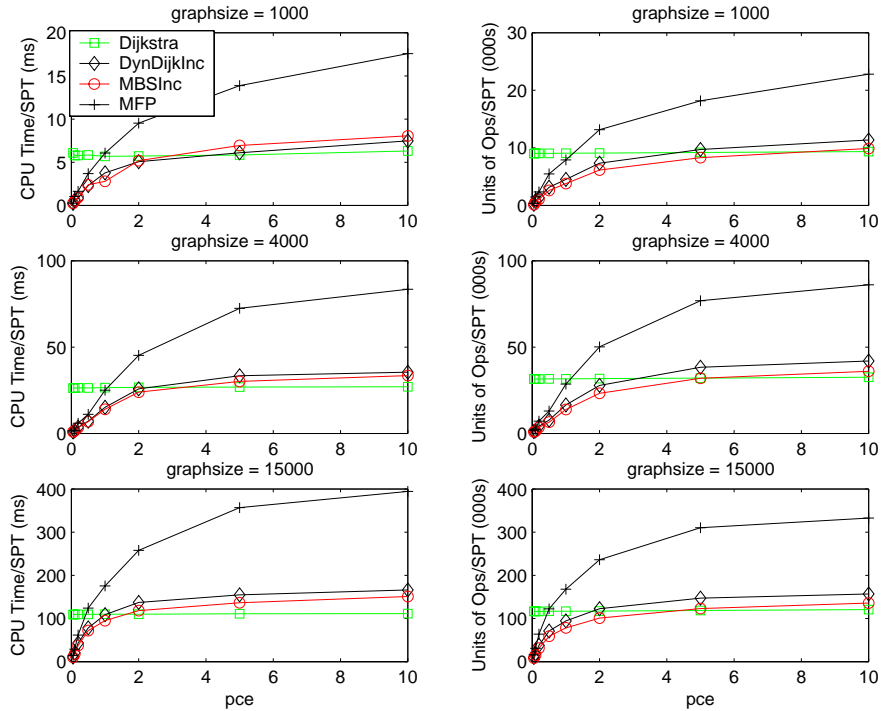 graphsize = 1000
20
15
10
5
0
CPU Time/SPT (ms)
Dijkstra
DynDijkInc
MBSInc
MFP
0 2 4 6 8 10
graphsize = 1000
30
20
10
0
Units of Ops/SPT (000s)
0 2 4 6 8 10
graphsize = 4000
100
50
0
CPU Time/SPT (ms)
0 2 4 6 8 10
graphsize = 4000
100
50
0
Units of Ops/SPT (000s)
0 2 4 6 8 10
graphsize = 15000
400
300
200
100
0
CPU Time/SPT (ms)
0 2 4 6 8 10
pce
graphsize = 15000
400
300
200
100
0
Units of Ops/SPT (000s)
0 2 4 6 8 10
pce